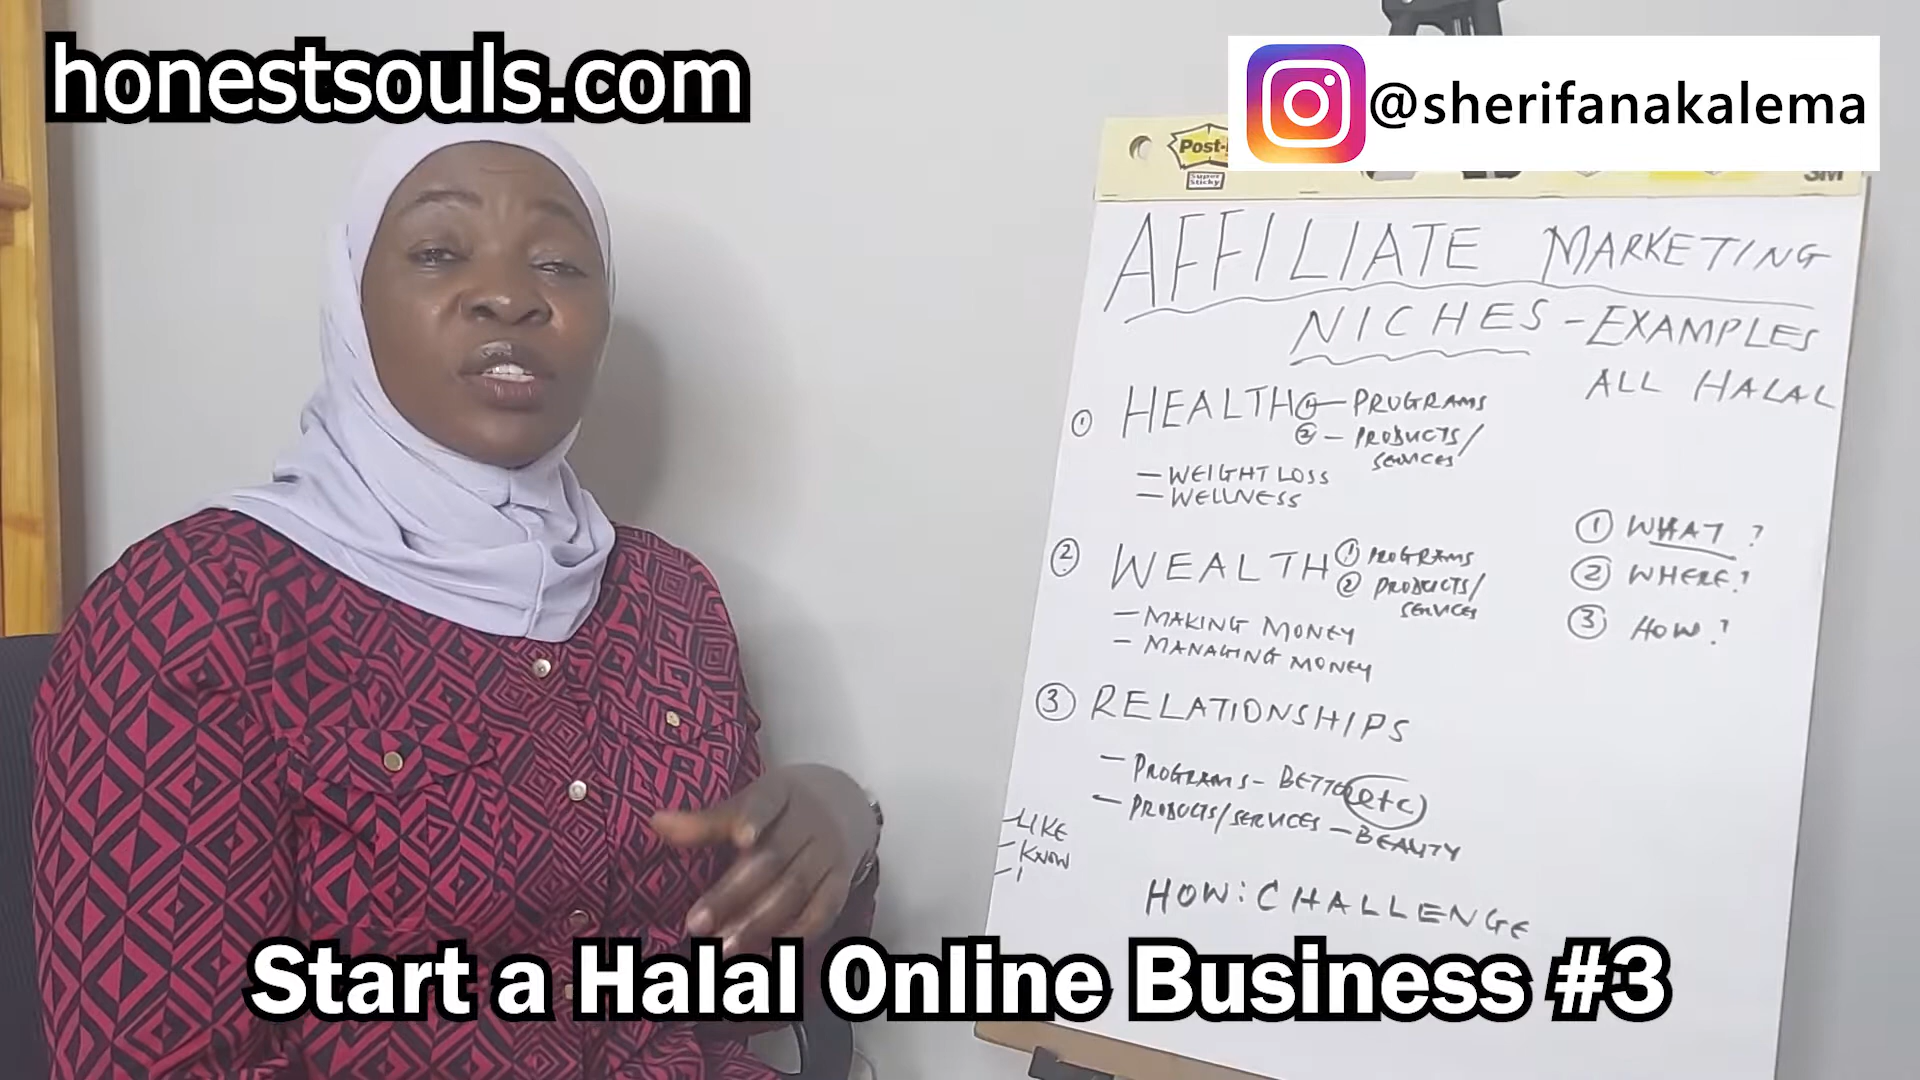 honestsouls.com
@sherifanakalema
Post-
Super
Sticky
3M
AFFILIATE MARKETING
NICHES - EXAMPLES
ALL HALAL
① HEALTH ① — PROGRAMS
② — PRODUCTS/
SERVICES
— WEIGHT LOSS
— WELLNESS
① WHAT ?
② WHERE?
③ HOW?
② WEALTH ① PROGRAMS
② PRODUCTS/
SERVICES
— MAKING MONEY
— MANAGING MONEY
③ RELATIONSHIPS
— PROGRAMS - etc
— PRODUCTS/SERVICES — BEAUTY
- LIKE
- KNOW
HOW: CHALLENGE
Start a Halal Online Business #3